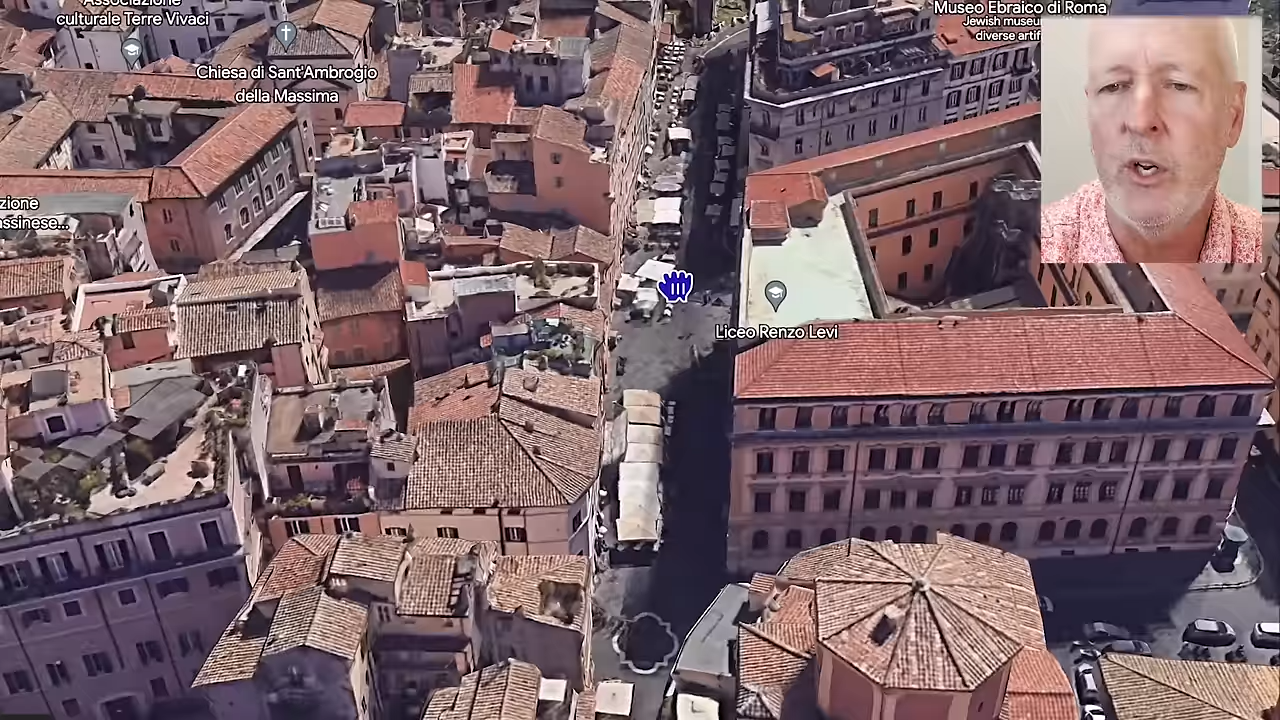 Associazione
culturale Terre Vivaci
Museo Ebraico di Roma
Jewish museu
diverse artif
Chiesa di Sant'Ambrogio
della Massima
zione
assinese...
Liceo Renzo Levi